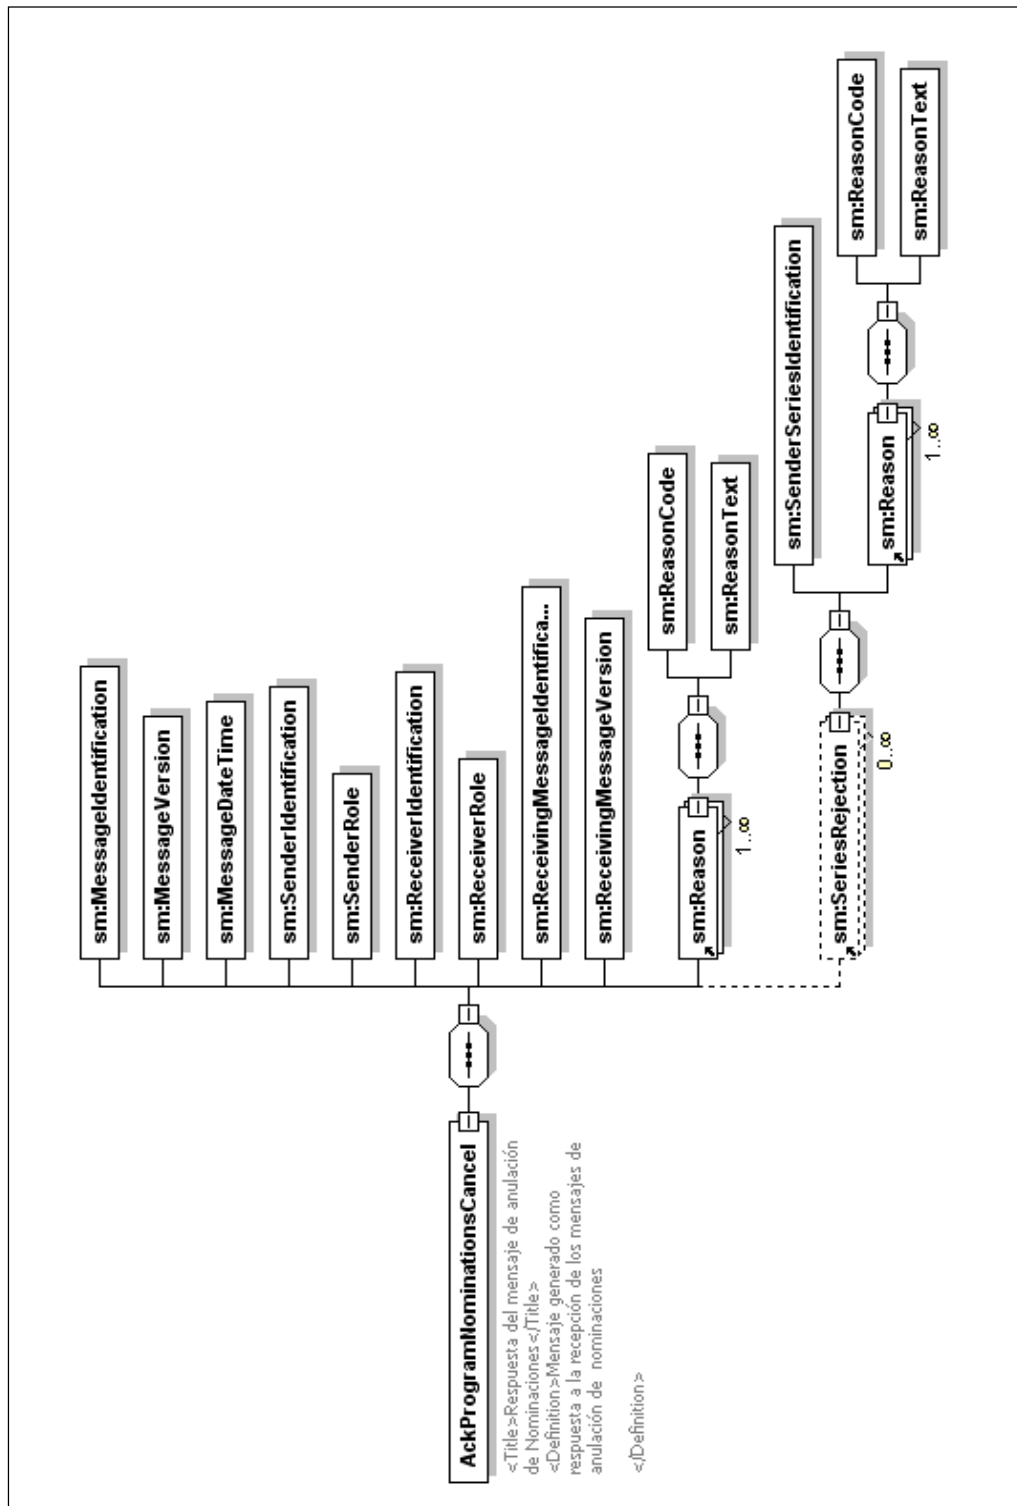 AckProgramNominationsCancel
<Title>Respuesta del mensaje de anulación
de Nominaciones</Title>
<Definition>Mensaje generado como
respuesta a la recepción de los mensajes de
anulación de nominaciones
</Definition>
sm:MessageIdentification
sm:MessageVersion
sm:MessageDateTime
sm:SenderIdentification
sm:SenderRole
sm:ReceiverIdentification
sm:ReceiverRole
sm:ReceivingMessageIdentifica...
sm:ReceivingMessageVersion
sm:Reason
1..∞
sm:ReasonCode
sm:ReasonText
sm:SeriesRejection
0..∞
sm:SenderSeriesIdentification
sm:Reason
1..∞
sm:ReasonCode
sm:ReasonText